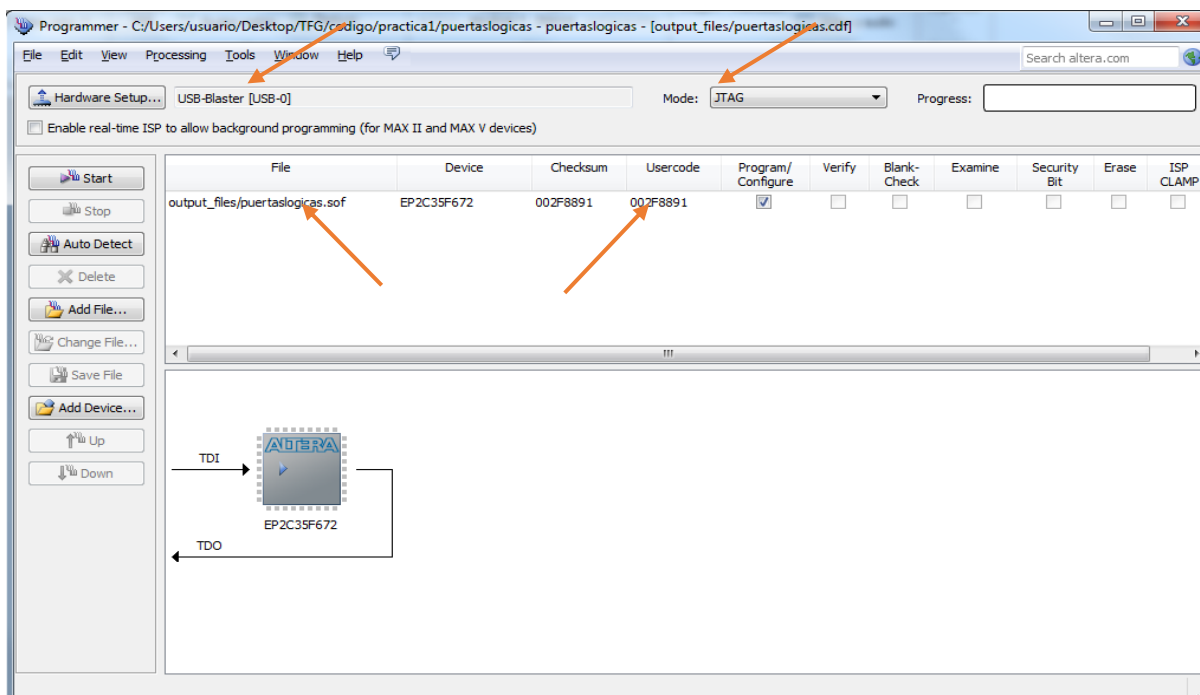 Programmer - C:/Users/usuario/Desktop/TFG/codigo/practica1/puertaslogicas - puertaslogicas - [output_files/puertaslogicas.cdf]
File Edit View Processing Tools Window Help
Search altera.com
Hardware Setup... USB-Blaster [USB-0] Mode: JTAG Progress:
Enable real-time ISP to allow background programming (for MAX II and MAX V devices)
File Device Checksum Usercode Program/ Configure Verify Blank- Check Examine Security Bit Erase ISP CLAMP
output_files/puertaslogicas.sof EP2C35F672 002F8891 002F8891
Start
Stop
Auto Detect
Delete
Add File...
Change File...
Save File
Add Device...
Up
Down
TDI
ALTERA
EP2C35F672
TDO